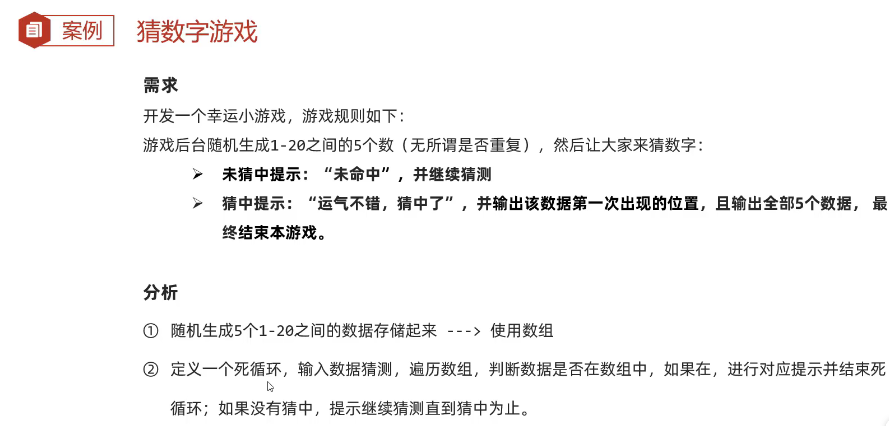 案例 猜数字游戏
需求
开发一个幸运小游戏，游戏规则如下：
游戏后台随机生成1-20之间的5个数（无所谓是否重复），然后让大家来猜数字：
➢ 未猜中提示：“未命中”，并继续猜测
➢ 猜中提示：“运气不错，猜中了”，并输出该数据第一次出现的位置，且输出全部5个数据， 最
终结束本游戏。
分析
① 随机生成5个1-20之间的数据存储起来 ---> 使用数组
② 定义一个死循环，输入数据猜测，遍历数组，判断数据是否在数组中，如果在，进行对应提示并结束死
循环；如果没有猜中，提示继续猜测直到猜中为止。